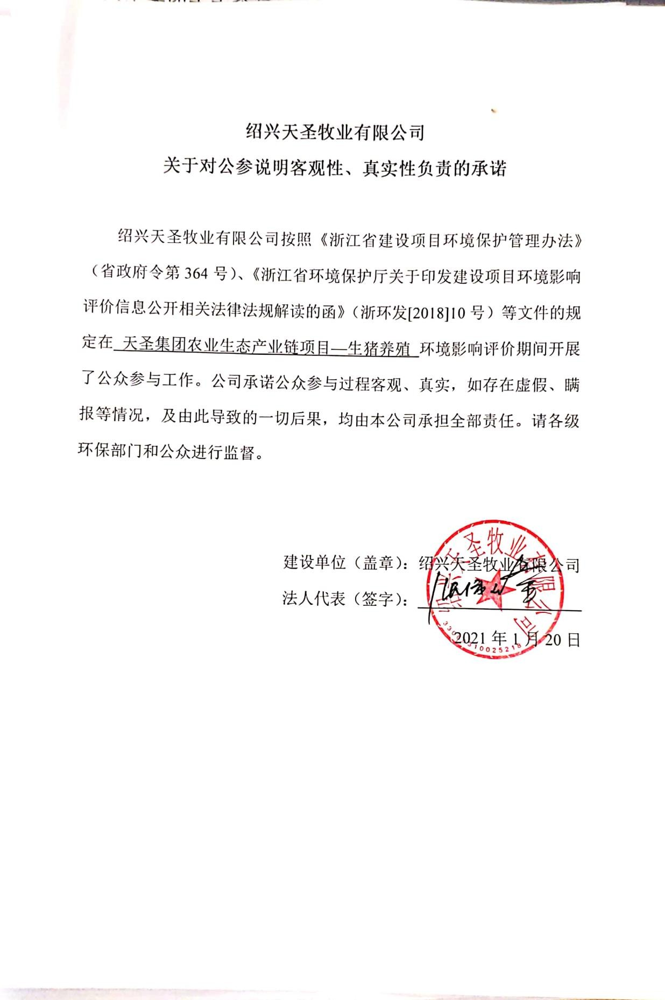 绍兴天圣牧业有限公司
关于对公参说明客观性、真实性负责的承诺
绍兴天圣牧业有限公司按照《浙江省建设项目环境保护管理办法》
（省政府令第 364 号）、《浙江省环境保护厅关于印发建设项目环境影响
评价信息公开相关法律法规解读的函》（浙环发[2018]10 号）等文件的规
定在 天圣集团农业生态产业链项目—生猪养殖 环境影响评价期间开展
了公众参与工作。公司承诺公众参与过程客观、真实，如存在虚假、瞒
报等情况，及由此导致的一切后果，均由本公司承担全部责任。请各级
环保部门和公众进行监督。
建设单位（盖章）：绍兴天圣牧业有限公司
法人代表（签字）：
2021 年 1 月 20 日
绍兴天圣牧业有限公司